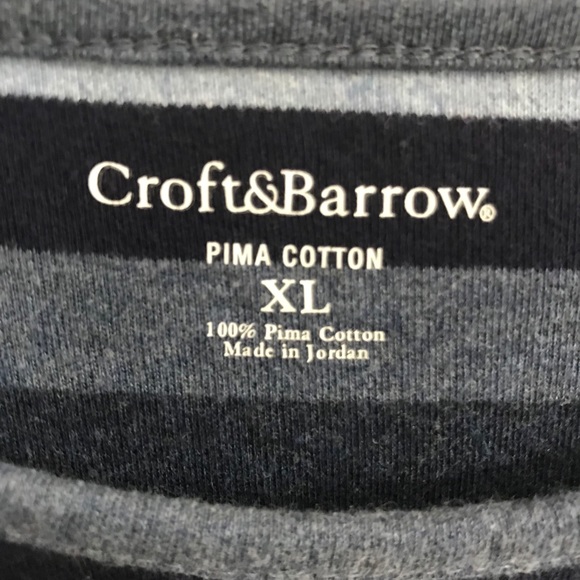 Croft&Barrow®
PIMA COTTON
XL
100% Pima Cotton
Made in Jordan